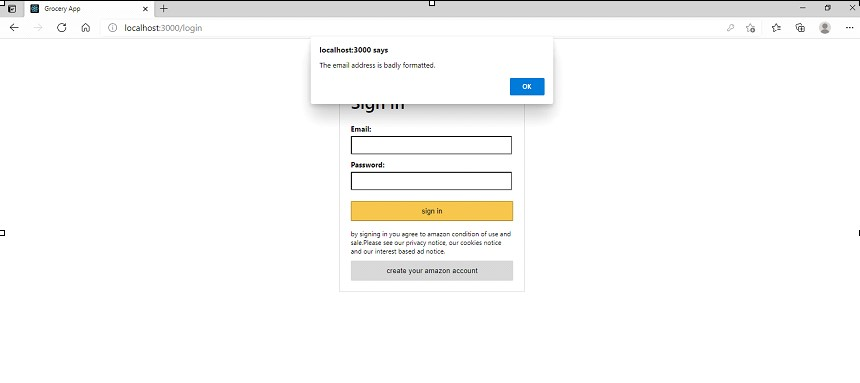 Grocery App
localhost:3000/login
localhost:3000 says
The email address is badly formatted.
OK
Sign in
Email:
Password:
sign in
by signing in you agree to amazon condition of use and
sale.Please see our privacy notice, our cookies notice
and our interest based ad notice.
create your amazon account